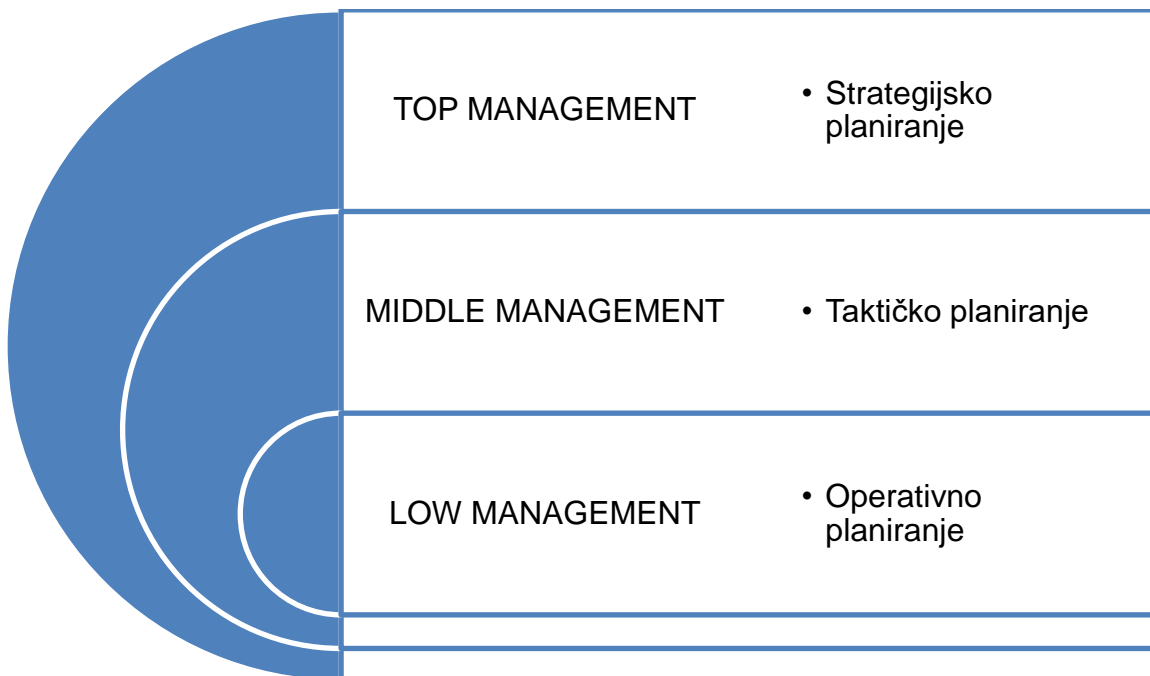 TOP MANAGEMENT
• Strategijsko
planiranje
MIDDLE MANAGEMENT
• Taktičko planiranje
LOW MANAGEMENT
• Operativno
planiranje